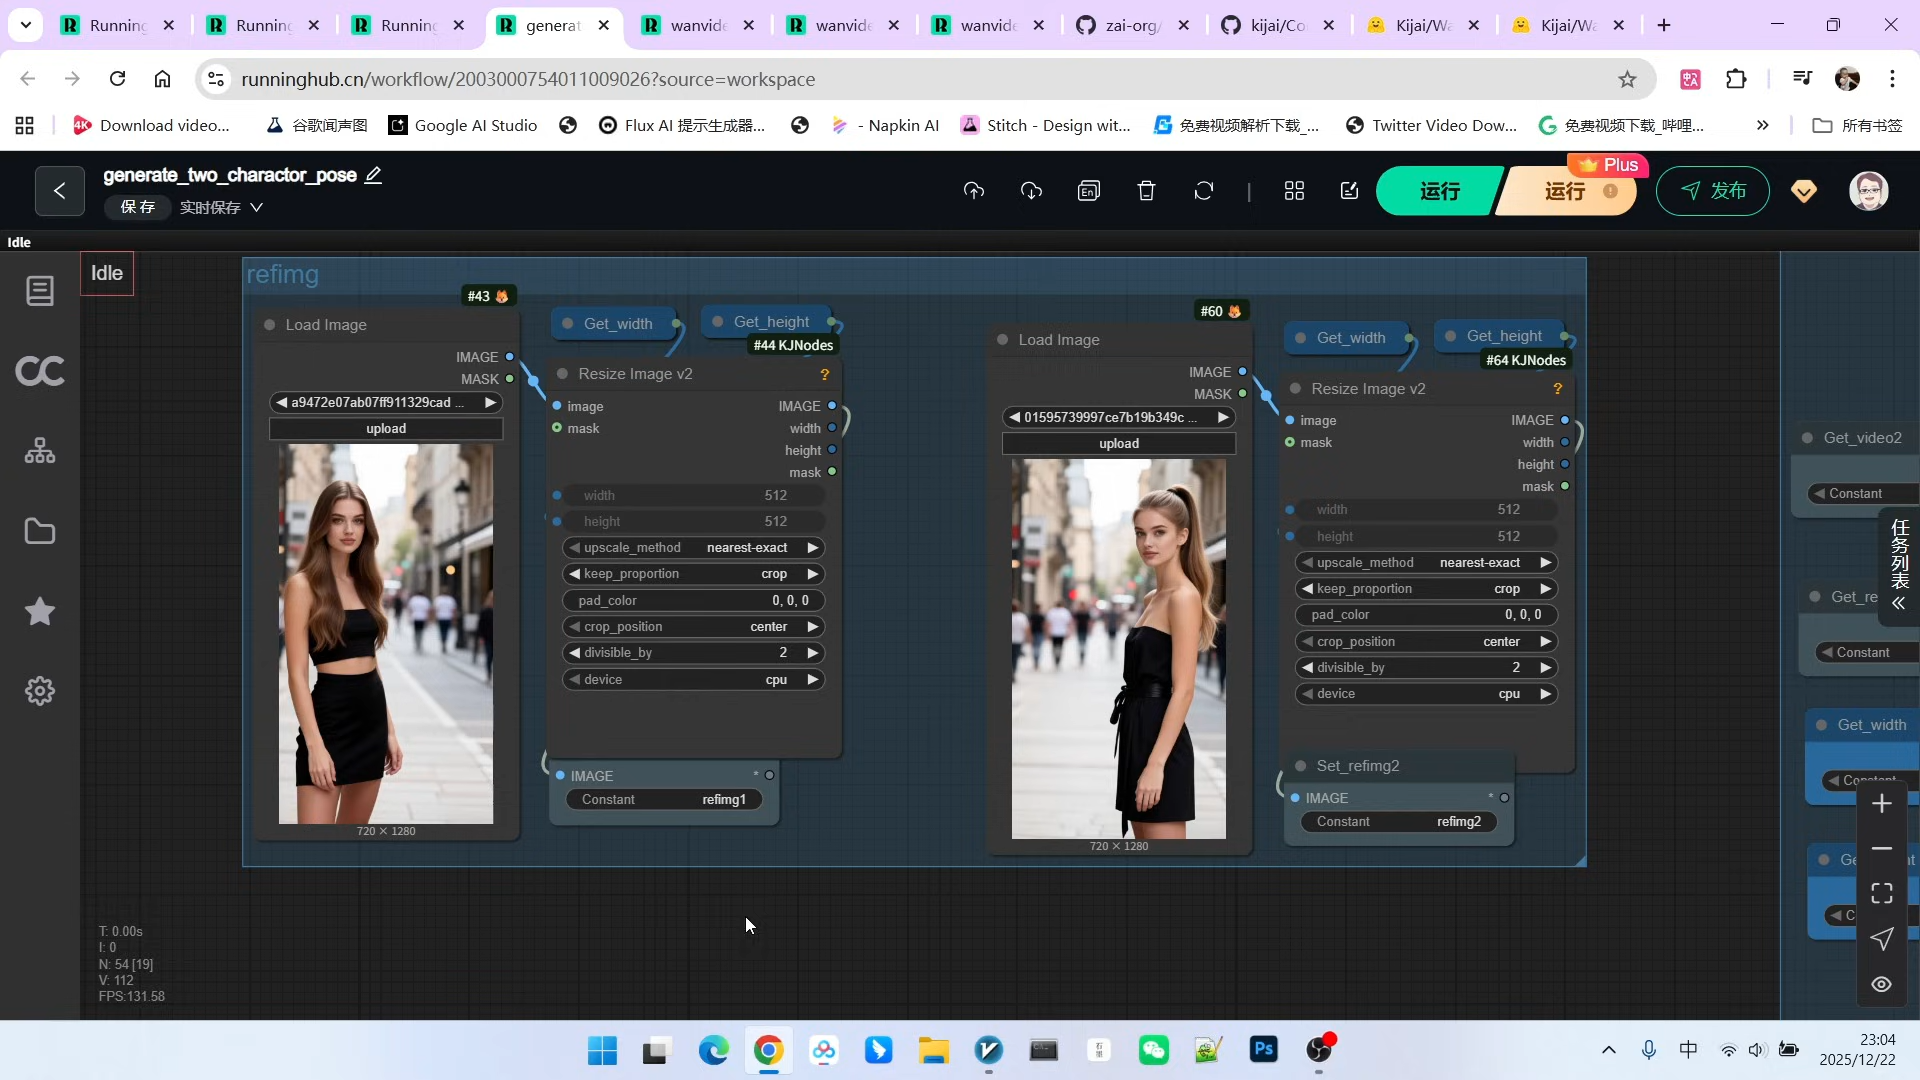 Running
Running
Running
generat
wanvide
wanvide
wanvide
zai-org/
kijai/Co
Kijai/Wa
Kijai/Wa
runninghub.cn/workflow/2003000754011009026?source=workspace
Download video...
谷歌闻声图
Google AI Studio
Flux AI 提示生成器...
- Napkin AI
Stitch - Design wit...
免费视频解析下载_...
Twitter Video Dow...
免费视频下载_哔哩...
所有书签
generate_two_charactor_pose
保存
实时保存
En
运行
运行
Plus
发布
Idle
Idle
refimg
#43
Load Image
IMAGE
MASK
a9472e07ab07ff911329cad ...
upload
720 × 1280
Get_width
Get_height
#44 KJNodes
Resize Image v2
?
image
IMAGE
mask
width
height
mask
width 512
height 512
upscale_method nearest-exact
keep_proportion crop
pad_color 0, 0, 0
crop_position center
divisible_by 2
device cpu
IMAGE *
Constant refimg1
#60
Load Image
IMAGE
MASK
01595739997ce7b19b349c ...
upload
720 × 1280
Get_width
Get_height
#64 KJNodes
Resize Image v2
?
image
IMAGE
mask
width
height
mask
width 512
height 512
upscale_method nearest-exact
keep_proportion crop
pad_color 0, 0, 0
crop_position center
divisible_by 2
device cpu
Set_refimg2
IMAGE *
Constant refimg2
Get_video2
Constant
Get_re
Constant
Get_width
Constant
Ge
ht
C
任务列表
T: 0.00s
I: 0
N: 54 [19]
V: 112
FPS:131.58
Ps
中
23:04
2025/12/22